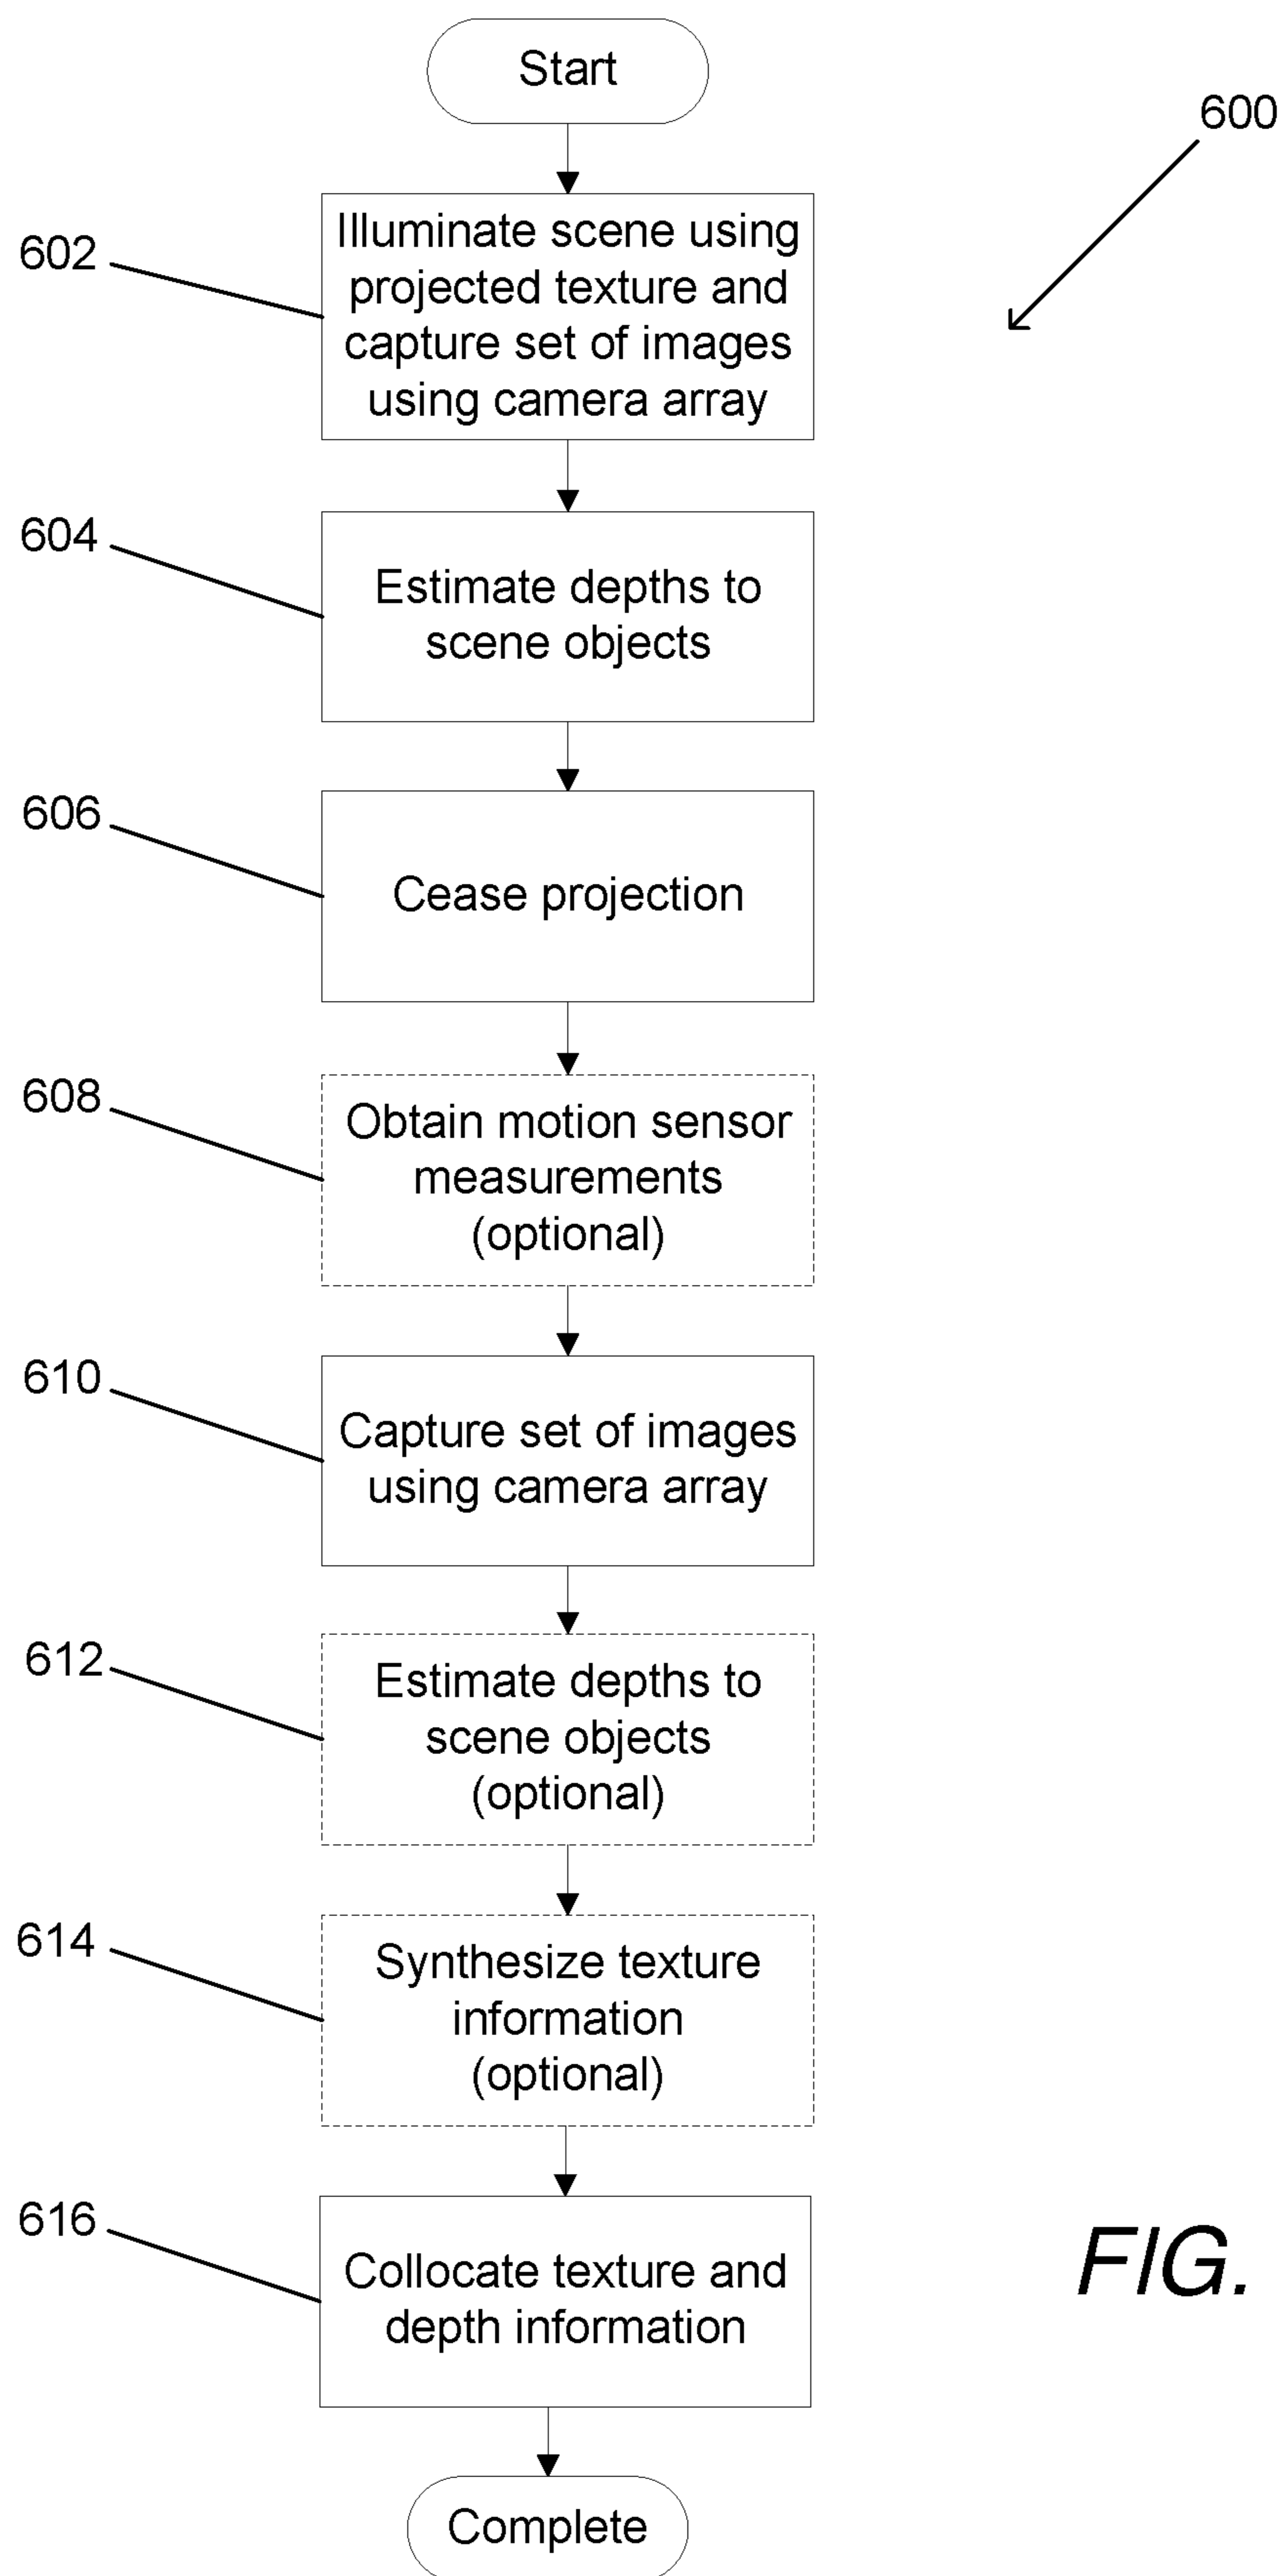 Start
600
602
Illuminate scene using
projected texture and
capture set of images
using camera array
604
Estimate depths to
scene objects
606
Cease projection
608
Obtain motion sensor
measurements
(optional)
610
Capture set of images
using camera array
612
Estimate depths to
scene objects
(optional)
614
Synthesize texture
information
(optional)
616
Collocate texture and
depth information
FIG.
Complete